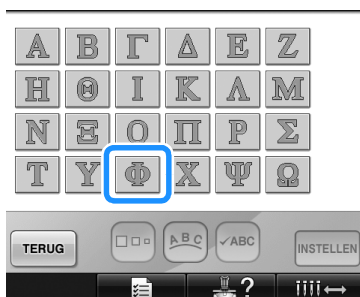 Α Β Γ Δ Ε Ζ
Η Θ Ι Κ Λ Μ
Ν Ξ Ο Π Ρ Σ
Τ Υ Φ Χ Ψ Ω
TERUG ABC ABC INSTELLEN
?